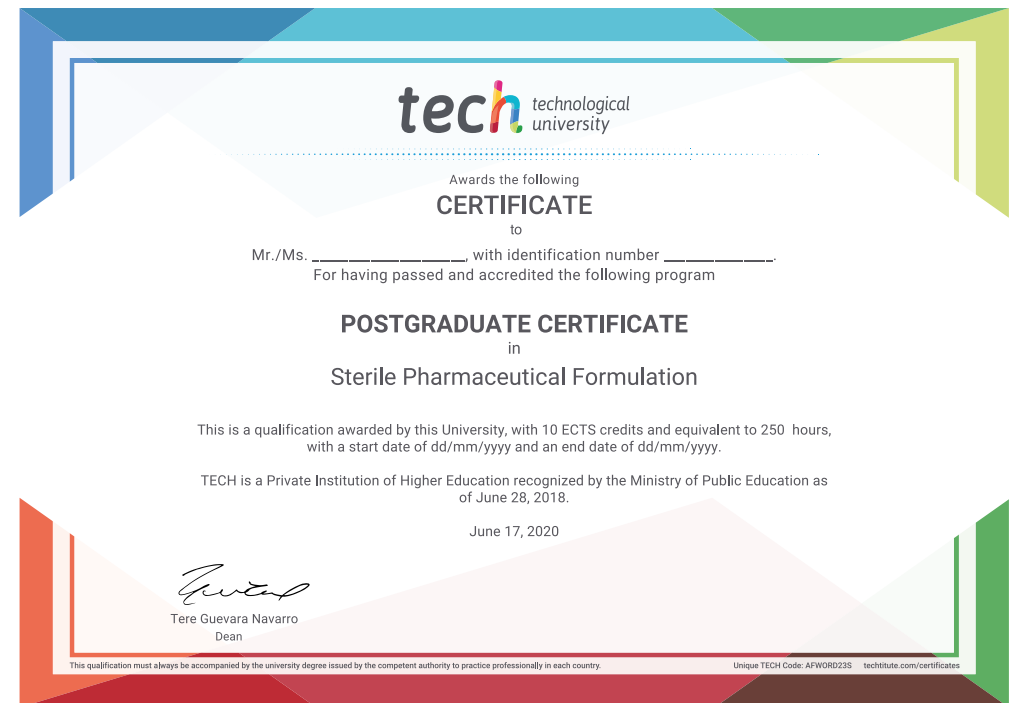 tech technological
university
Awards the following
CERTIFICATE
to
Mr./Ms. ____________________, with identification number ______________.
For having passed and accredited the following program
POSTGRADUATE CERTIFICATE
in
Sterile Pharmaceutical Formulation
This is a qualification awarded by this University, with 10 ECTS credits and equivalent to 250 hours,
with a start date of dd/mm/yyyy and an end date of dd/mm/yyyy.
TECH is a Private Institution of Higher Education recognized by the Ministry of Public Education as
of June 28, 2018.
June 17, 2020
Tere Guevara Navarro
Dean
This qualification must always be accompanied by the university degree issued by the competent authority to practice professionally in each country.
Unique TECH Code: AFWORD23S techtitute.com/certificates